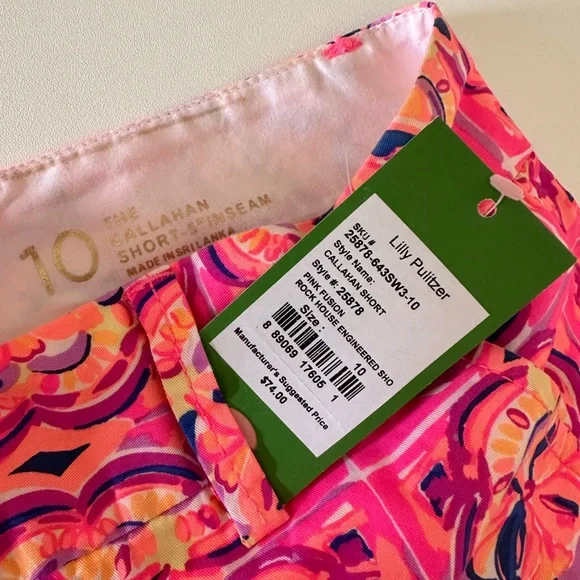 10
THE
CALLAHAN
SHORT-5" INSEAM
MADE IN SRI LANKA
Lilly Pulitzer
SKU #
25878-643SW3-10
Style Name:
CALLAHAN SHORT
Style #: 25878
PINK FUSION
ROCK HOUSE ENGINEERED SHO
Size : 10
8 89069 17605 1
Manufacturer's Suggested Price
$74.00